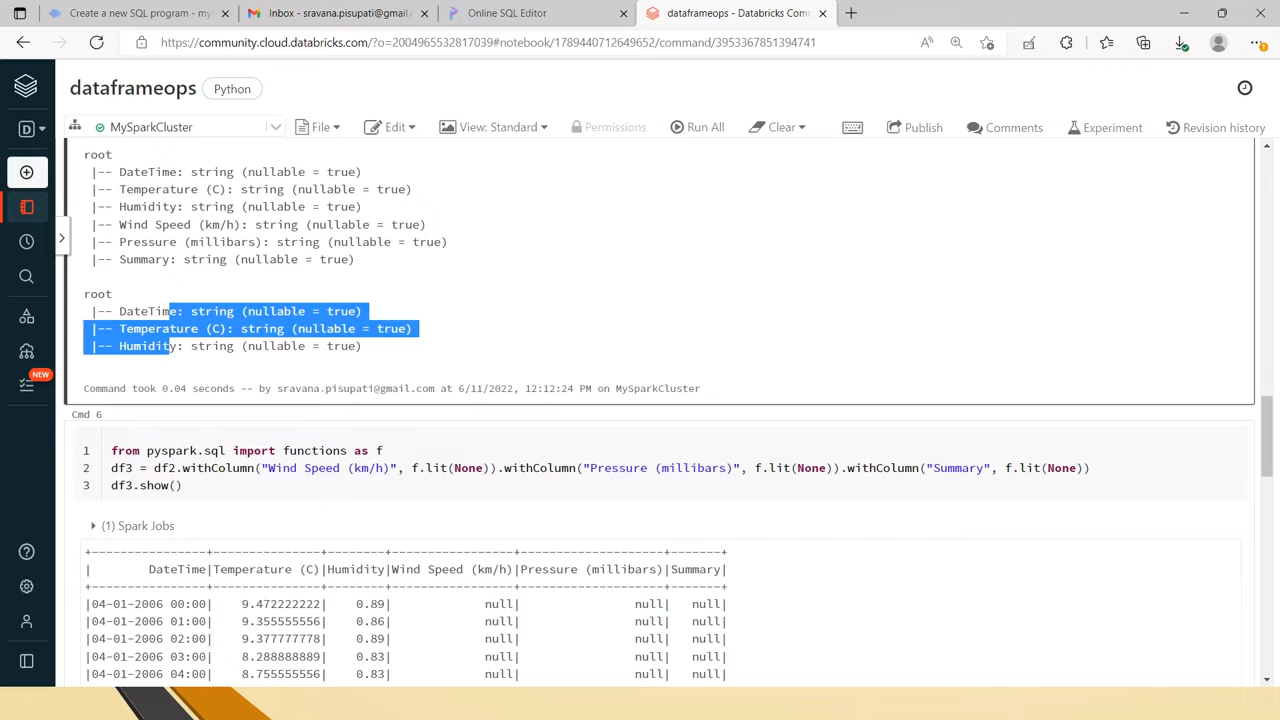 Create a new SQL program - my
Inbox - sravana.pisupati@gmail.
Online SQL Editor
dataframeops - Databricks Com
https://community.cloud.databricks.com/?o=2004965532817039#notebook/1789440712649652/command/3953367851394741
dataframeops
Python
D
MySparkCluster
File
Edit
View: Standard
Permissions
Run All
Clear
Publish
Comments
Experiment
Revision history
NEW
root
|-- DateTime: string (nullable = true)
|-- Temperature (C): string (nullable = true)
|-- Humidity: string (nullable = true)
|-- Wind Speed (km/h): string (nullable = true)
|-- Pressure (millibars): string (nullable = true)
|-- Summary: string (nullable = true)
root
|-- DateTime: string (nullable = true)
|-- Temperature (C): string (nullable = true)
|-- Humidity: string (nullable = true)
Command took 0.04 seconds -- by sravana.pisupati@gmail.com at 6/11/2022, 12:12:24 PM on MySparkCluster
Cmd 6
1 from pyspark.sql import functions as f
2 df3 = df2.withColumn("Wind Speed (km/h)", f.lit(None)).withColumn("Pressure (millibars)", f.lit(None)).withColumn("Summary", f.lit(None))
3 df3.show()
(1) Spark Jobs
+----------------+---------------+--------+-----------------+--------------------+-------+
|        DateTime|Temperature (C)|Humidity|Wind Speed (km/h)|Pressure (millibars)|Summary|
+----------------+---------------+--------+-----------------+--------------------+-------+
|04-01-2006 00:00|    9.472222222|    0.89|             null|                null|   null|
|04-01-2006 01:00|    9.355555556|    0.86|             null|                null|   null|
|04-01-2006 02:00|    9.377777778|    0.89|             null|                null|   null|
|04-01-2006 03:00|    8.288888889|    0.83|             null|                null|   null|
|04-01-2006 04:00|    8.755555556|    0.83|             null|                null|   null|